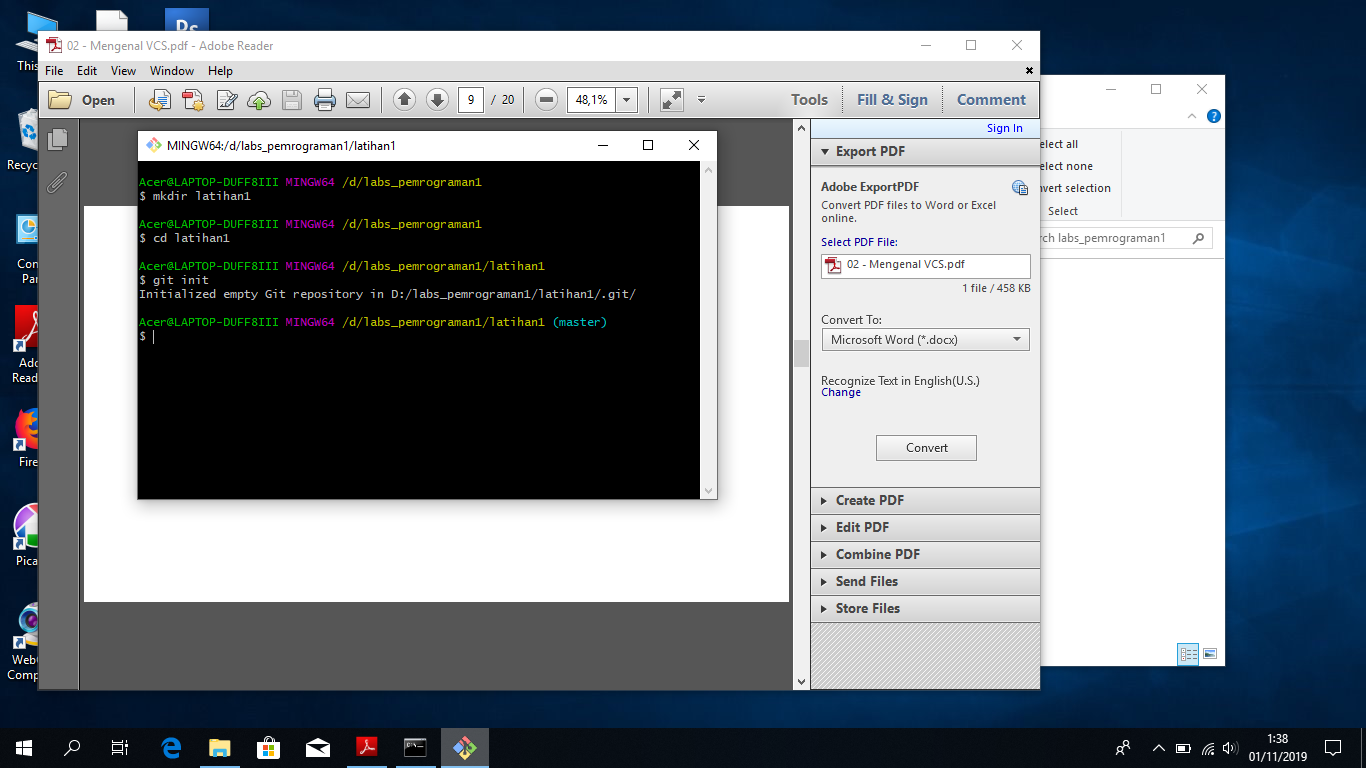 Ps
This
Recyc
Con
Pan
Ado
Read
Fire
Pica
Web
Comp
02 - Mengenal VCS.pdf - Adobe Reader
File Edit View Window Help
Open
9 / 20
48,1%
Tools Fill & Sign Comment
MINGW64:/d/labs_pemrograman1/latihan1
Acer@LAPTOP-DUFF8III MINGW64 /d/labs_pemrograman1
$ mkdir latihan1
Acer@LAPTOP-DUFF8III MINGW64 /d/labs_pemrograman1
$ cd latihan1
Acer@LAPTOP-DUFF8III MINGW64 /d/labs_pemrograman1/latihan1
$ git init
Initialized empty Git repository in D:/labs_pemrograman1/latihan1/.git/
Acer@LAPTOP-DUFF8III MINGW64 /d/labs_pemrograman1/latihan1 (master)
$
Sign In
Export PDF
Adobe ExportPDF
Convert PDF files to Word or Excel
online.
Select PDF File:
02 - Mengenal VCS.pdf
1 file / 458 KB
Convert To:
Microsoft Word (*.docx)
Recognize Text in English(U.S.)
Change
Convert
Create PDF
Edit PDF
Combine PDF
Send Files
Store Files
elect all
elect none
nvert selection
Select
rch labs_pemrograman1
1:38
01/11/2019